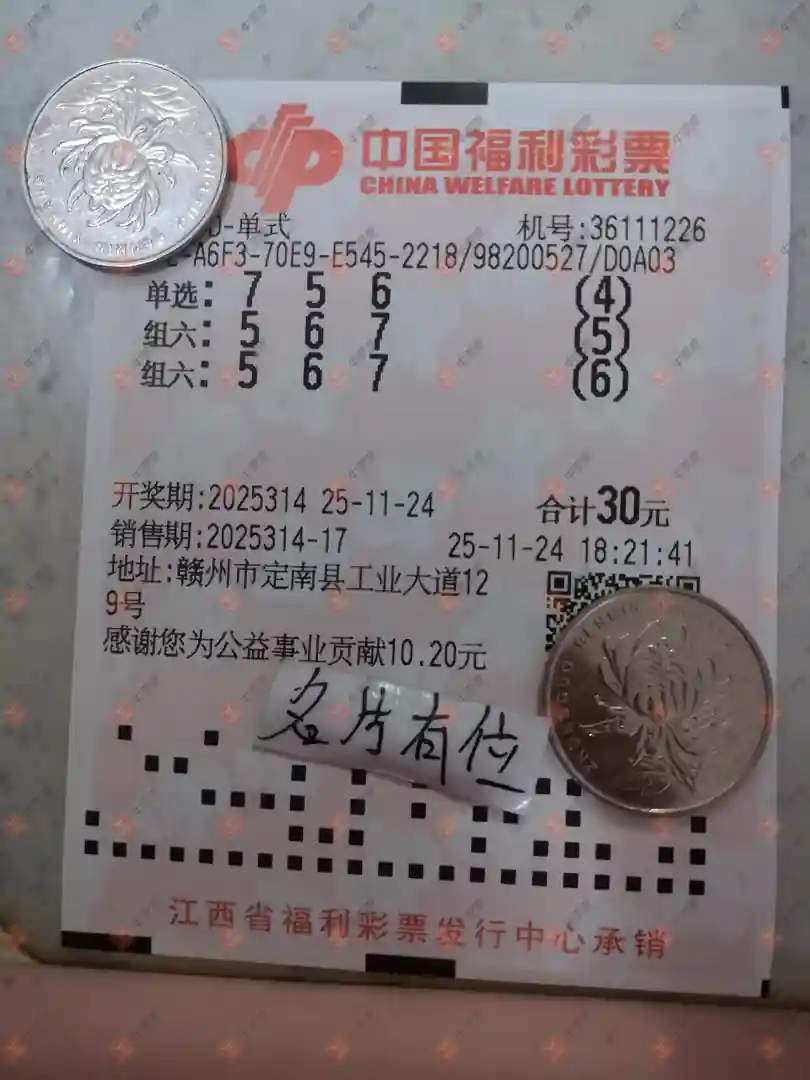 中国福利彩票
CHINA WELFARE LOTTERY
D-单式 机号:36111226
-A6F3-70E9-E545-2218/98200527/D0A03
单选: 7 5 6 (4)
组六: 5 6 7 (5)
组六: 5 6 7 (6)
开奖期:2025314 25-11-24 合计30元
销售期:2025314-17 25-11-24 18:21:41
地址:赣州市定南县工业大道12
9号
感谢您为公益事业贡献10.20元
名片有位
江西省福利彩票发行中心承销